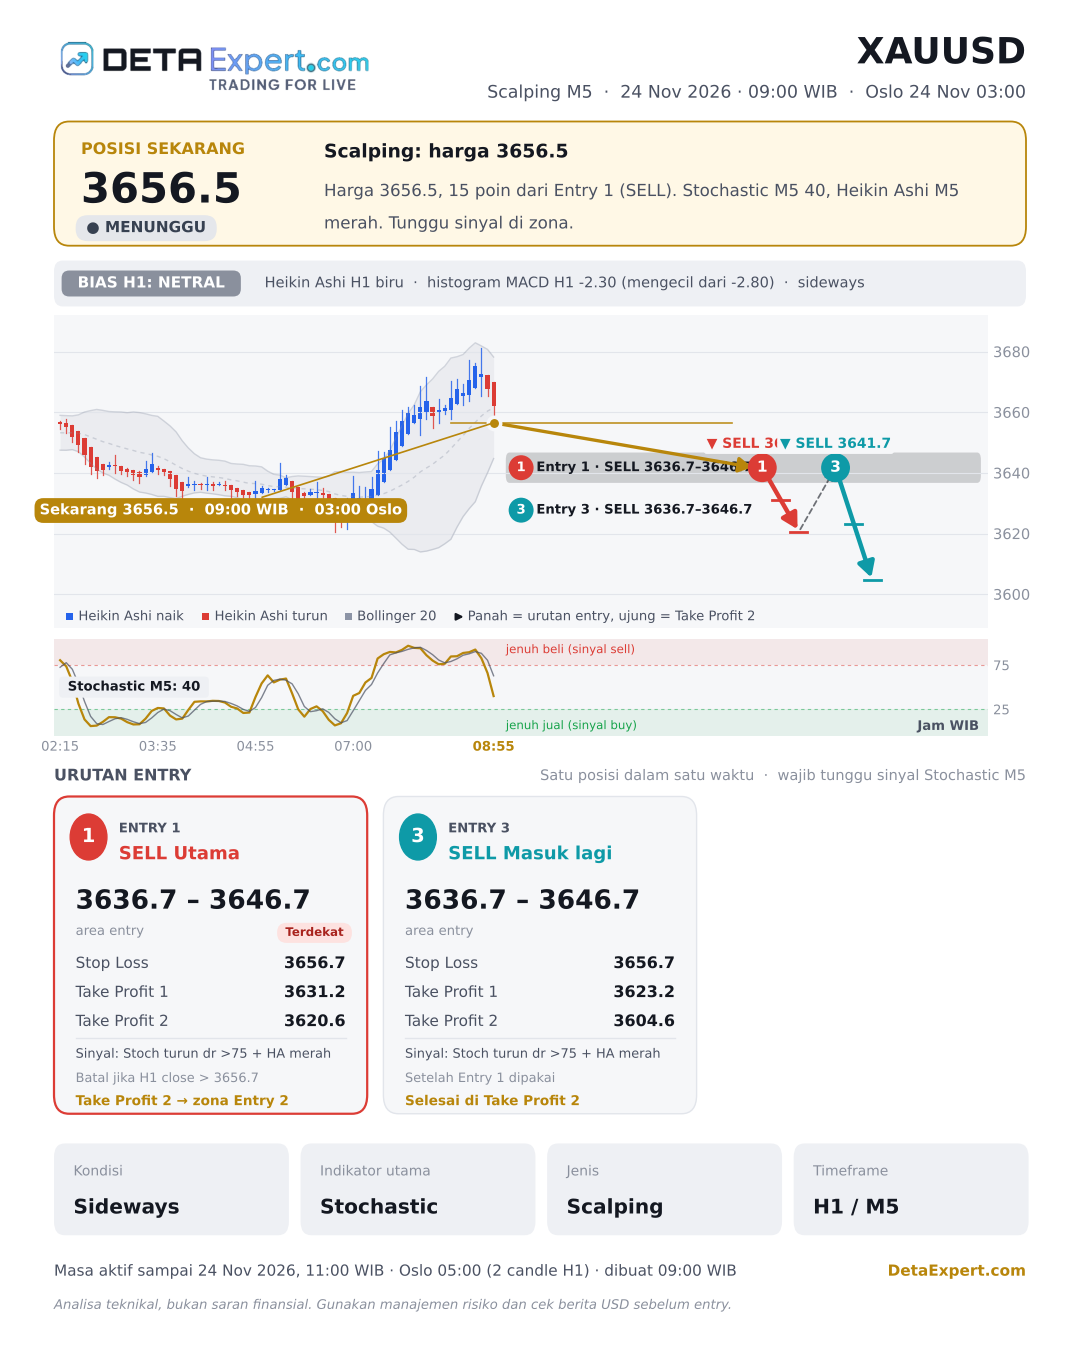 DETA Expert.com
TRADING FOR LIVE
XAUUSD
Scalping M5 · 24 Nov 2026 · 09:00 WIB · Oslo 24 Nov 03:00
POSISI SEKARANG
3656.5
● MENUNGGU
Scalping: harga 3656.5
Harga 3656.5, 15 poin dari Entry 1 (SELL). Stochastic M5 40, Heikin Ashi M5
merah. Tunggu sinyal di zona.
BIAS H1: NETRAL
Heikin Ashi H1 biru · histogram MACD H1 -2.30 (mengecil dari -2.80) · sideways
3680
3660
3640
3620
3600
▼ SELL 36
▼ SELL 3641.7
1 Entry 1 · SELL 3636.7–3646.7
1
3
Sekarang 3656.5 · 09:00 WIB · 03:00 Oslo
3 Entry 3 · SELL 3636.7–3646.7
Heikin Ashi naik
Heikin Ashi turun
Bollinger 20
Panah = urutan entry, ujung = Take Profit 2
jenuh beli (sinyal sell)
75
Stochastic M5: 40
25
jenuh jual (sinyal buy)
Jam WIB
02:15 03:35 04:55 07:00 08:55
URUTAN ENTRY
Satu posisi dalam satu waktu · wajib tunggu sinyal Stochastic M5
1
ENTRY 1
SELL Utama
3636.7 – 3646.7
area entry
Terdekat
Stop Loss 3656.7
Take Profit 1 3631.2
Take Profit 2 3620.6
Sinyal: Stoch turun dr >75 + HA merah
Batal jika H1 close > 3656.7
Take Profit 2 → zona Entry 2
3
ENTRY 3
SELL Masuk lagi
3636.7 – 3646.7
area entry
Stop Loss 3656.7
Take Profit 1 3623.2
Take Profit 2 3604.6
Sinyal: Stoch turun dr >75 + HA merah
Setelah Entry 1 dipakai
Selesai di Take Profit 2
Kondisi
Sideways
Indikator utama
Stochastic
Jenis
Scalping
Timeframe
H1 / M5
Masa aktif sampai 24 Nov 2026, 11:00 WIB · Oslo 05:00 (2 candle H1) · dibuat 09:00 WIB
DetaExpert.com
Analisa teknikal, bukan saran finansial. Gunakan manajemen risiko dan cek berita USD sebelum entry.